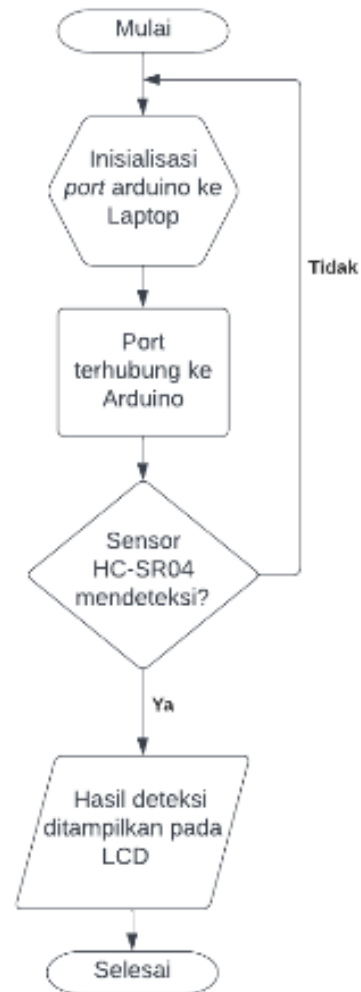 Mulai
Inisialisasi
port arduino ke
Laptop
Tidak
Port
terhubung ke
Arduino
Sensor
HC-SR04
mendeteksi?
Ya
Hasil deteksi
ditampilkan pada
LCD
Selesai